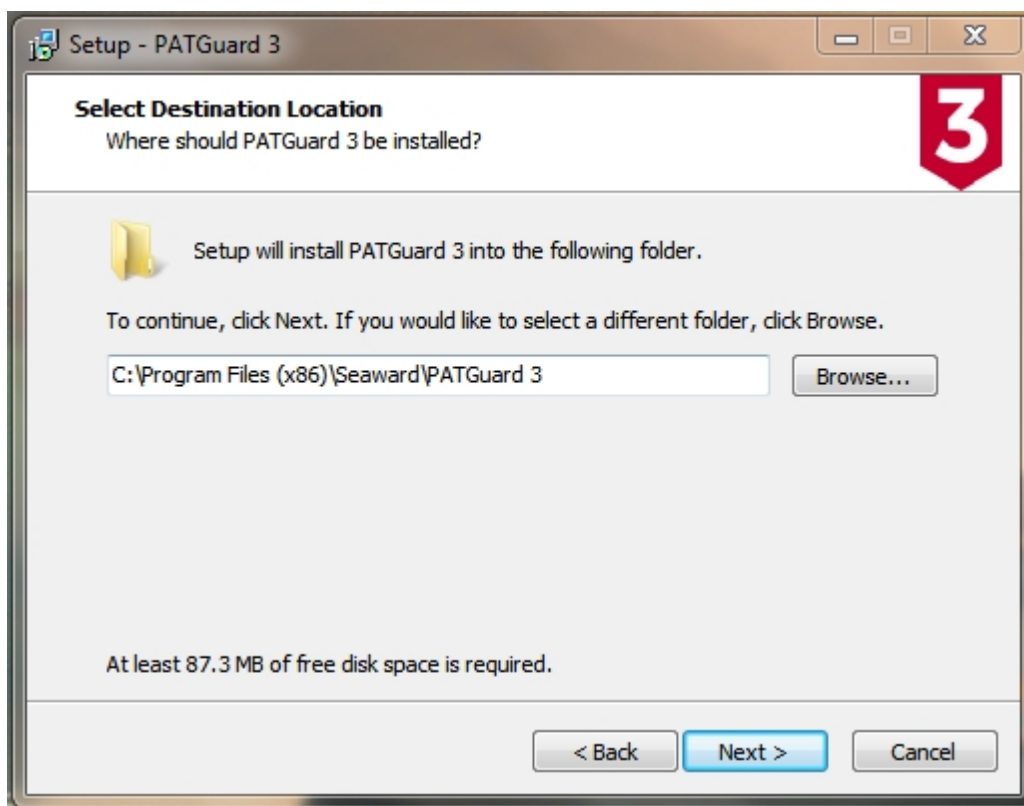 Setup - PATGuard 3
Select Destination Location
Where should PATGuard 3 be installed?
3
Setup will install PATGuard 3 into the following folder.
To continue, click Next. If you would like to select a different folder, click Browse.
C:\Program Files (x86)\Seaward\PATGuard 3
Browse...
At least 87.3 MB of free disk space is required.
< Back Next > Cancel